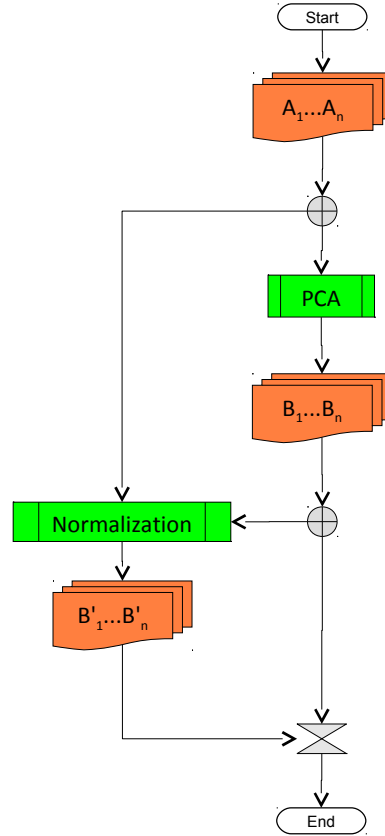 Start
A₁...Aₙ
PCA
B₁...Bₙ
Normalization
B'₁...B'ₙ
End